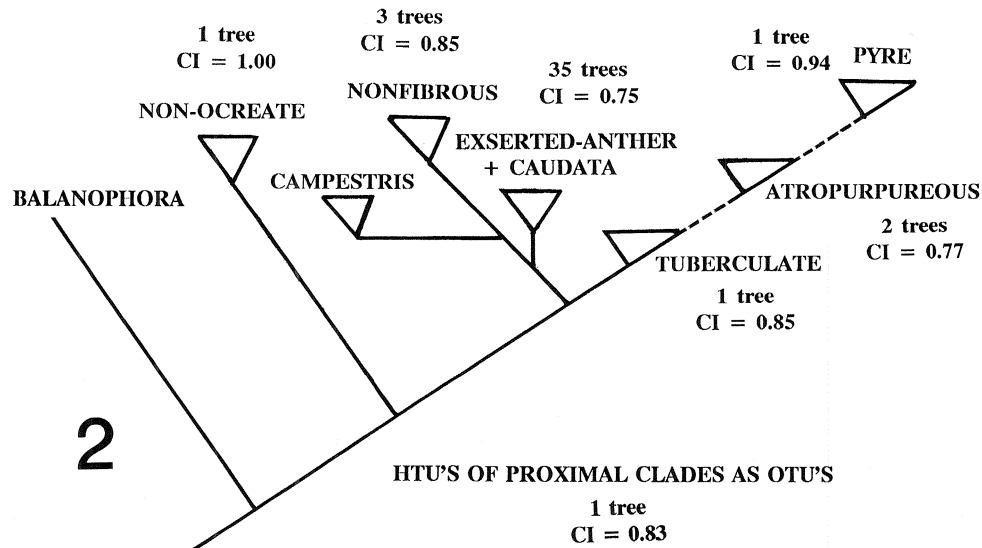 3 trees
CI = 0.85
1 tree
CI = 1.00
1 tree
CI = 0.94
PYRE
35 trees
CI = 0.75
NONFIBROUS
NON-OCREATE
EXSERTED-ANTHER
+ CAUDATA
CAMPESTRIS
BALANOPHORA
ATROPURPUREOUS
2 trees
CI = 0.77
TUBERCULATE
1 tree
CI = 0.85
2
HTU'S OF PROXIMAL CLADES AS OTU'S
1 tree
CI = 0.83